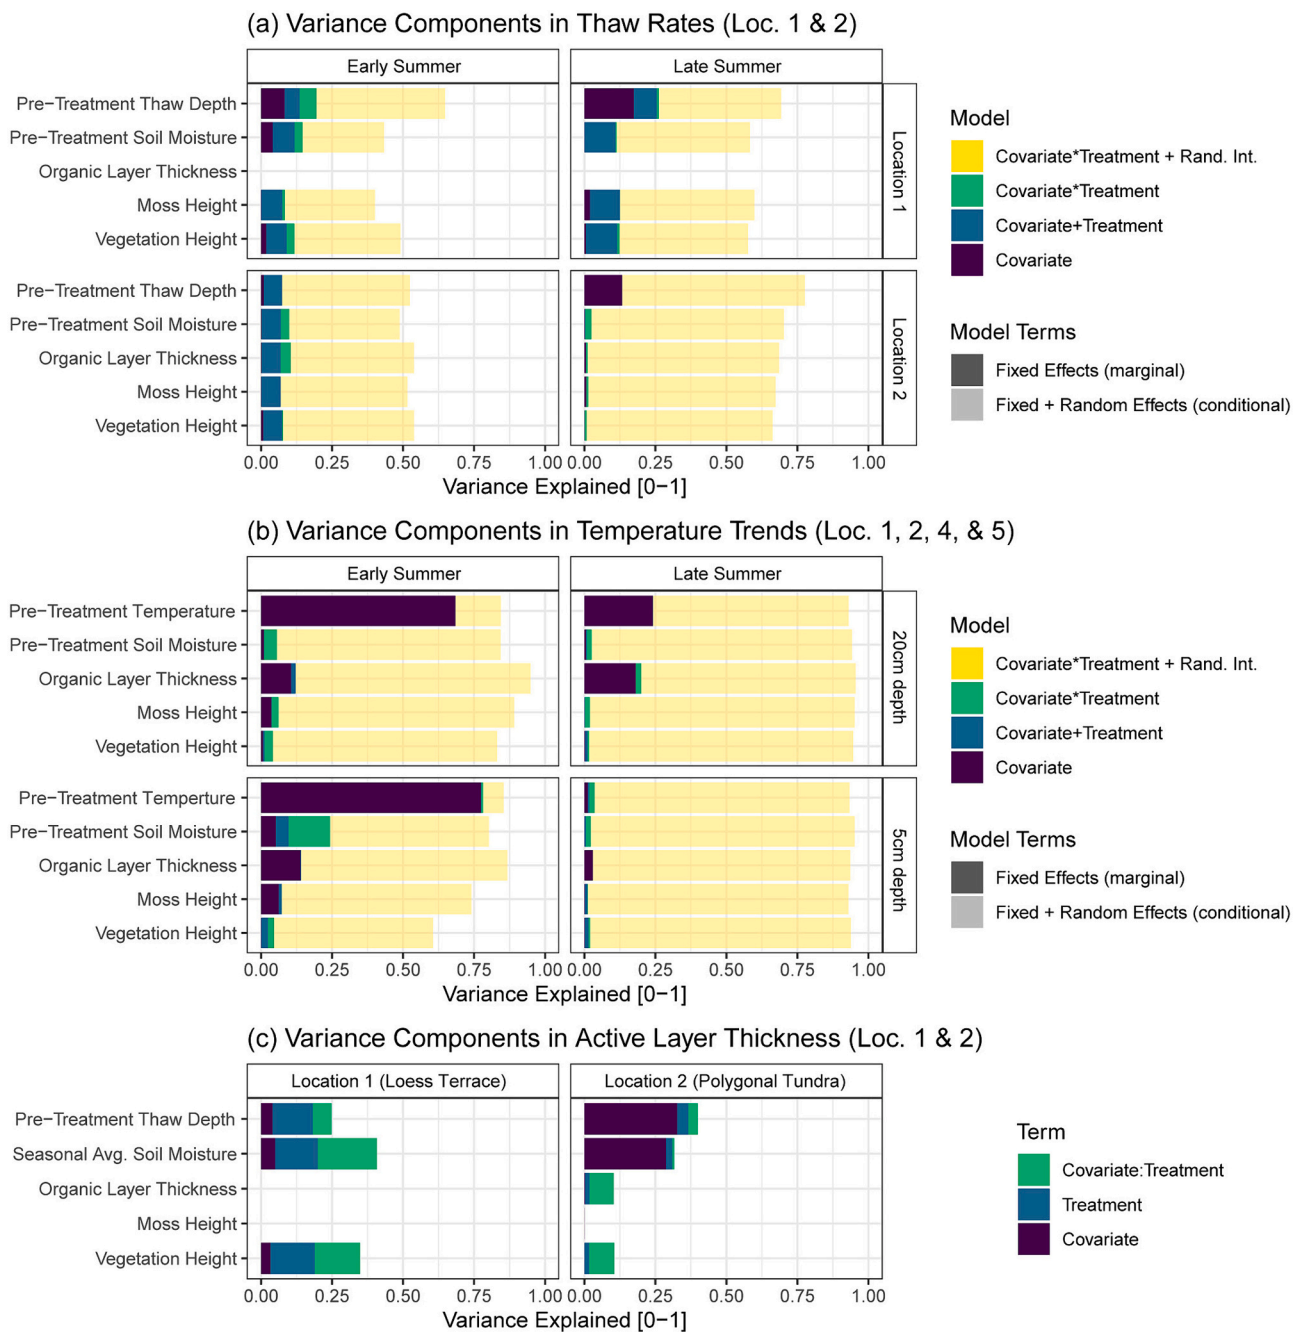 (a) Variance Components in Thaw Rates (Loc. 1 & 2)
Early Summer
Late Summer
Pre−Treatment Thaw Depth
Pre−Treatment Soil Moisture
Organic Layer Thickness
Moss Height
Vegetation Height
Location 1
Pre−Treatment Thaw Depth
Pre−Treatment Soil Moisture
Organic Layer Thickness
Moss Height
Vegetation Height
Location 2
0.00 0.25 0.50 0.75 1.00 0.00 0.25 0.50 0.75 1.00
Variance Explained [0−1]
Model
Covariate*Treatment + Rand. Int.
Covariate*Treatment
Covariate+Treatment
Covariate
Model Terms
Fixed Effects (marginal)
Fixed + Random Effects (conditional)
(b) Variance Components in Temperature Trends (Loc. 1, 2, 4, & 5)
Early Summer
Late Summer
Pre−Treatment Temperature
Pre−Treatment Soil Moisture
Organic Layer Thickness
Moss Height
Vegetation Height
20cm depth
Pre−Treatment Temperture
Pre−Treatment Soil Moisture
Organic Layer Thickness
Moss Height
Vegetation Height
5cm depth
0.00 0.25 0.50 0.75 1.00 0.00 0.25 0.50 0.75 1.00
Variance Explained [0−1]
Model
Covariate*Treatment + Rand. Int.
Covariate*Treatment
Covariate+Treatment
Covariate
Model Terms
Fixed Effects (marginal)
Fixed + Random Effects (conditional)
(c) Variance Components in Active Layer Thickness (Loc. 1 & 2)
Location 1 (Loess Terrace)
Location 2 (Polygonal Tundra)
Pre−Treatment Thaw Depth
Seasonal Avg. Soil Moisture
Organic Layer Thickness
Moss Height
Vegetation Height
0.00 0.25 0.50 0.75 1.00 0.00 0.25 0.50 0.75 1.00
Variance Explained [0−1]
Term
Covariate:Treatment
Treatment
Covariate